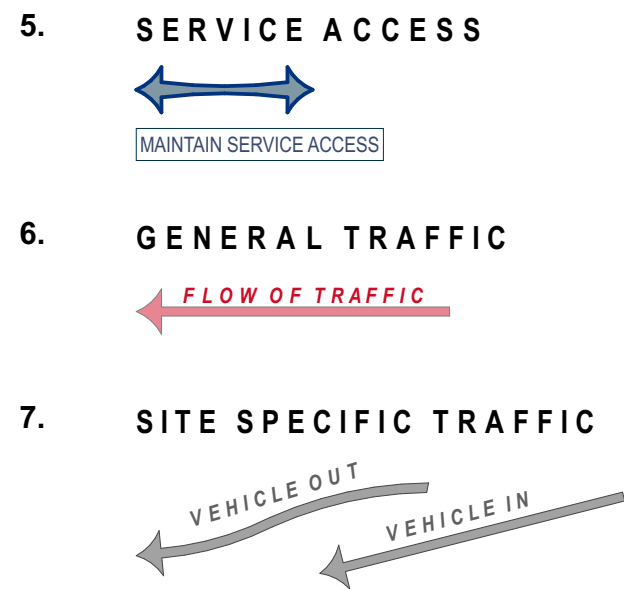 5. SERVICE ACCESS
MAINTAIN SERVICE ACCESS
6. GENERAL TRAFFIC
FLOW OF TRAFFIC
7. SITE SPECIFIC TRAFFIC
VEHICLE OUT
VEHICLE IN